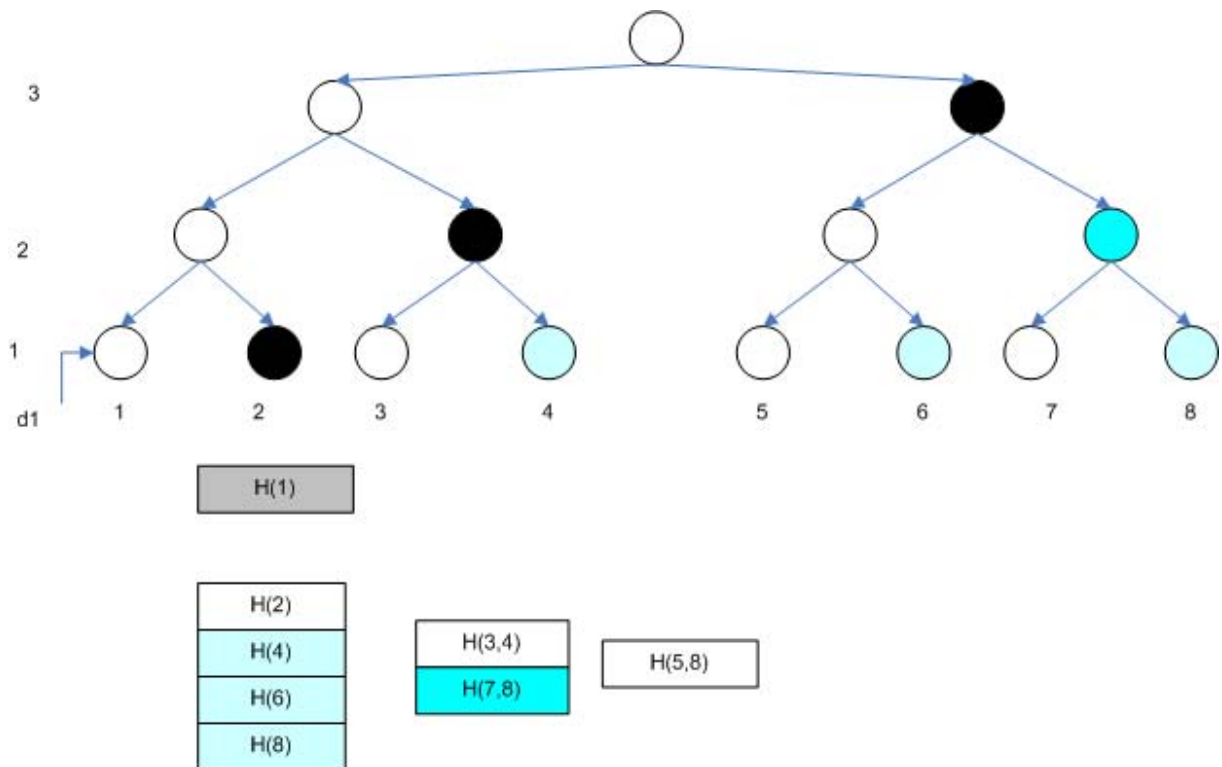 3
2
1
d1
1 2 3 4 5 6 7 8
H(1)
H(2)
H(4)
H(6)
H(8)
H(3,4)
H(7,8)
H(5,8)